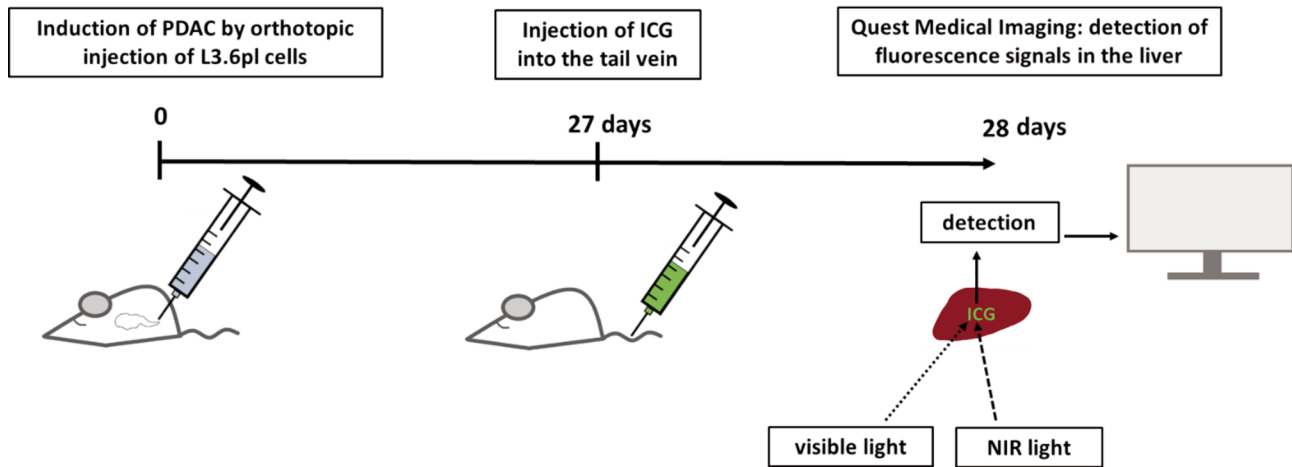 Induction of PDAC by orthotopic
injection of L3.6pl cells
Injection of ICG
into the tail vein
Quest Medical Imaging: detection of
fluorescence signals in the liver
0
27 days
28 days
detection
ICG
visible light
NIR light